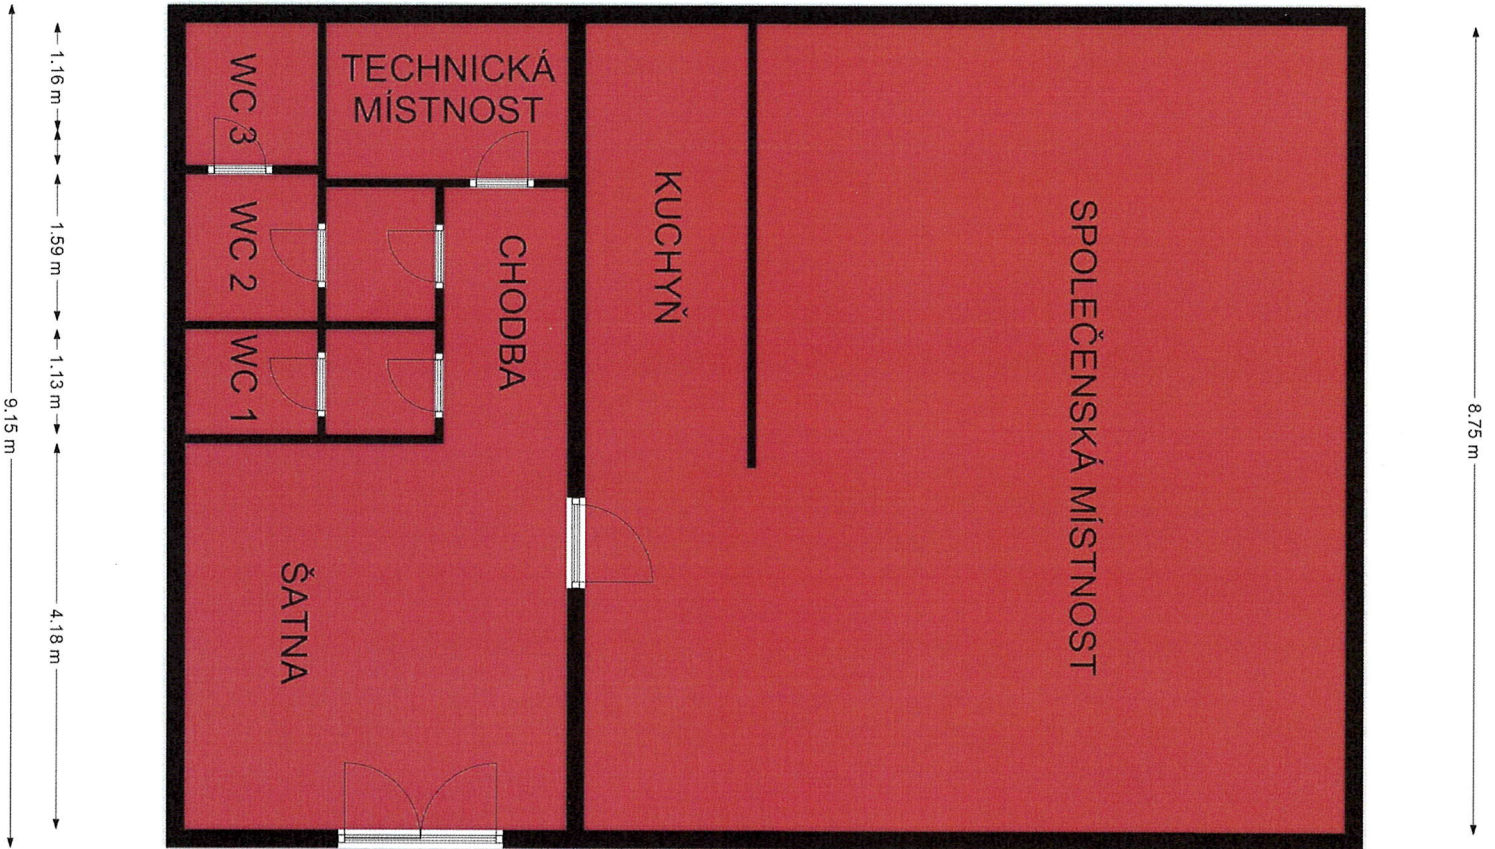 WC 3
TECHNICKÁ
MÍSTNOST
WC 2
WC 1
CHODBA
ŠATNA
KUCHYŇ
SPOLEČENSKÁ MÍSTNOST
1.16 m
1.59 m
1.13 m
4.18 m
9.15 m
8.75 m